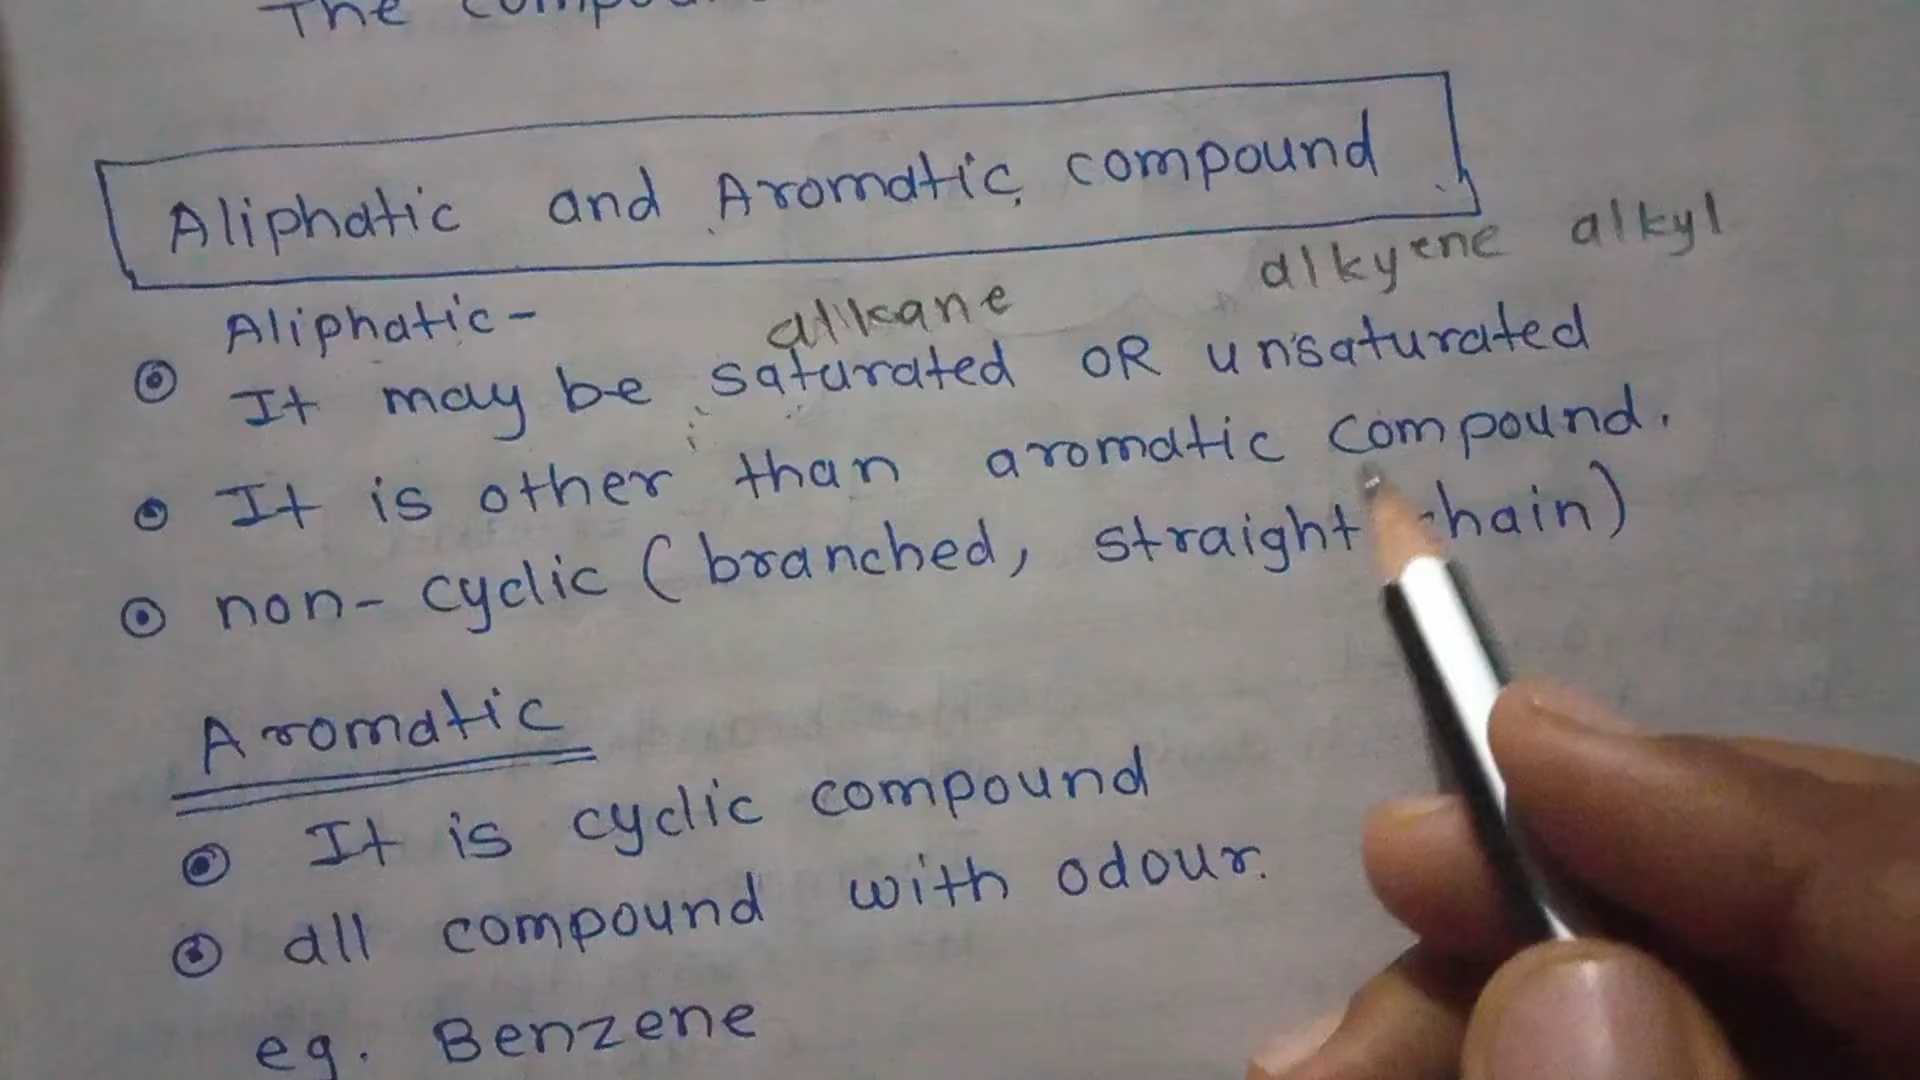 The
Aliphatic and Aromatic compound
alkane alkyene alkyl
Aliphatic-
It may be saturated OR unsaturated
It is other than aromatic compound.
non-cyclic (branched, straight chain)
Aromatic
It is cyclic compound
all compound with odour.
eg. Benzene